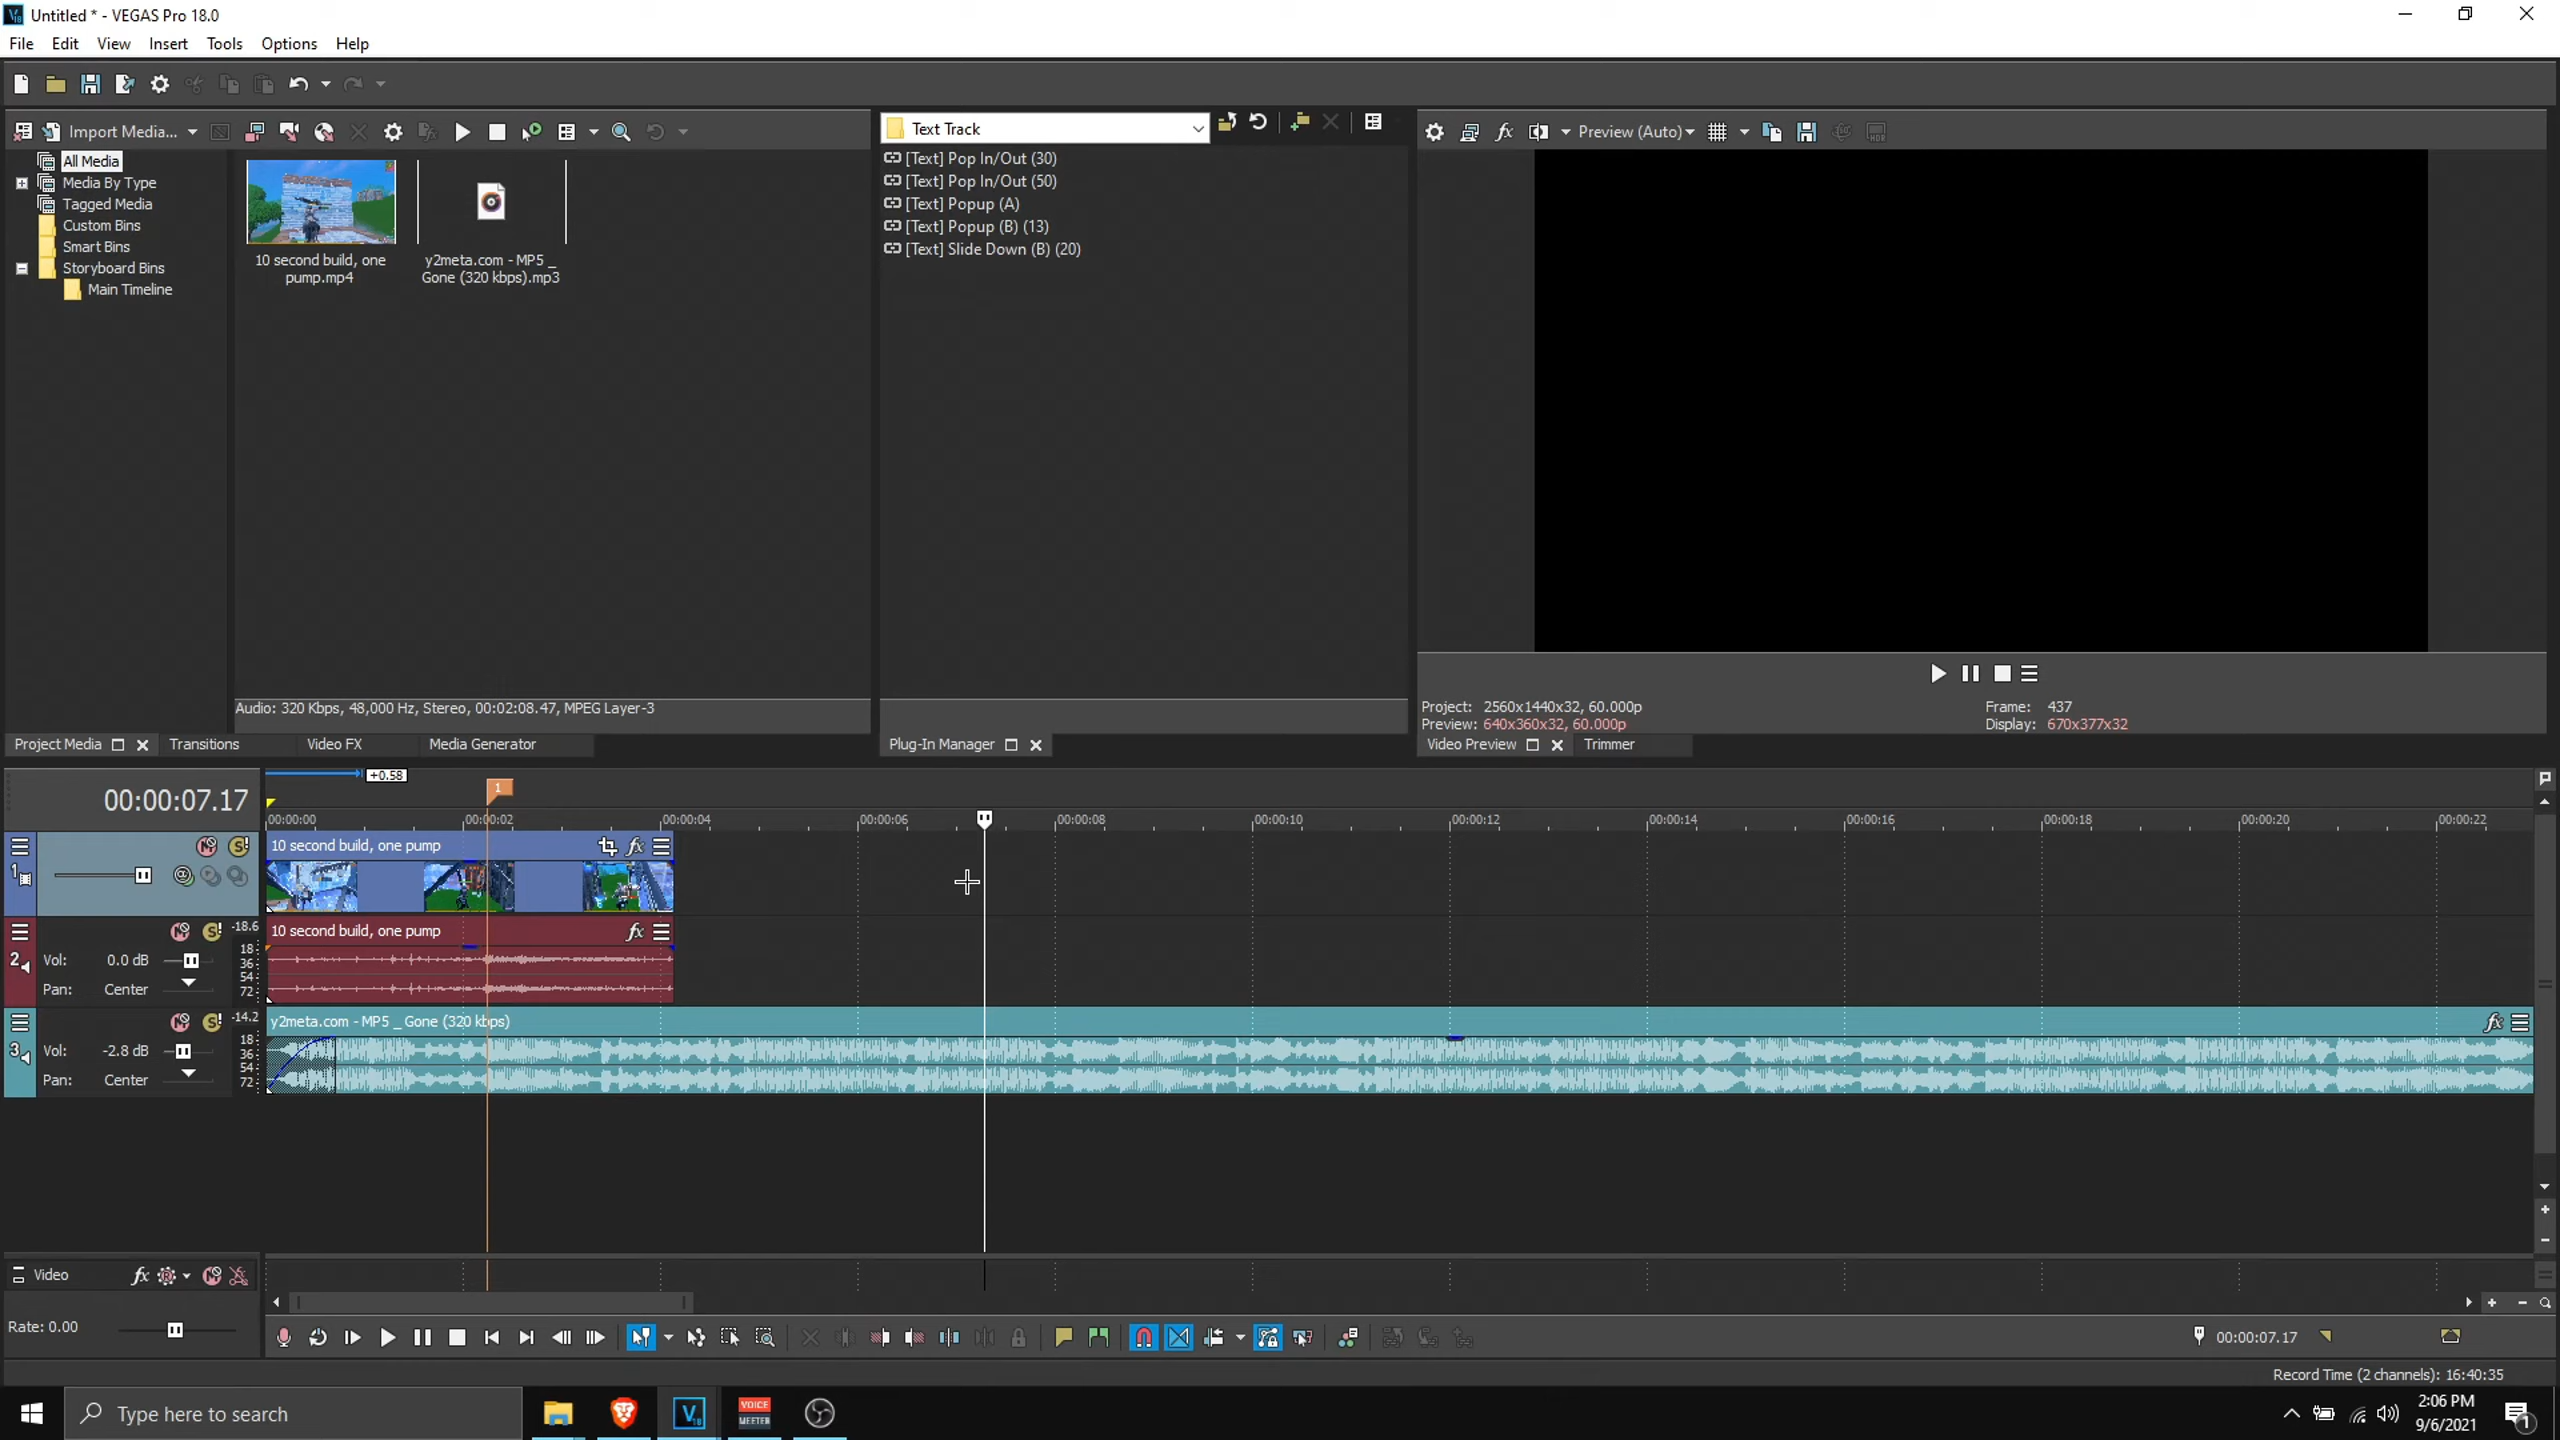 Untitled * - VEGAS Pro 18.0
File Edit View Insert Tools Options Help
Import Media...
Text Track
Preview (Auto)
All Media
Media By Type
Tagged Media
Custom Bins
Smart Bins
Storyboard Bins
Main Timeline
10 second build, one
pump.mp4
y2meta.com - MP5 _
Gone (320 kbps).mp3
[Text] Pop In/Out (30)
[Text] Pop In/Out (50)
[Text] Popup (A)
[Text] Popup (B) (13)
[Text] Slide Down (B) (20)
Audio: 320 Kbps, 48,000 Hz, Stereo, 00:02:08.47, MPEG Layer-3
Project: 2560x1440x32, 60.000p
Preview: 640x360x32, 60.000p
Frame: 437
Display: 670x377x32
Project Media Transitions Video FX Media Generator
Plug-In Manager
Video Preview Trimmer
00:00:07.17
+0.58
1
00:00:00 00:00:02 00:00:04 00:00:06 00:00:08 00:00:10 00:00:12 00:00:14 00:00:16 00:00:18 00:00:20 00:00:22
1
10 second build, one pump
fx
2
-18.6
18
36
54
72
Vol: 0.0 dB
Pan: Center
10 second build, one pump
fx
3
-14.2
18
36
54
72
Vol: -2.8 dB
Pan: Center
y2meta.com - MP5 _ Gone (320 kbps)
fx
Video
fx
Rate: 0.00
00:00:07.17
Record Time (2 channels): 16:40:35
Type here to search
VOICE
MEETER
2:06 PM
9/6/2021
1